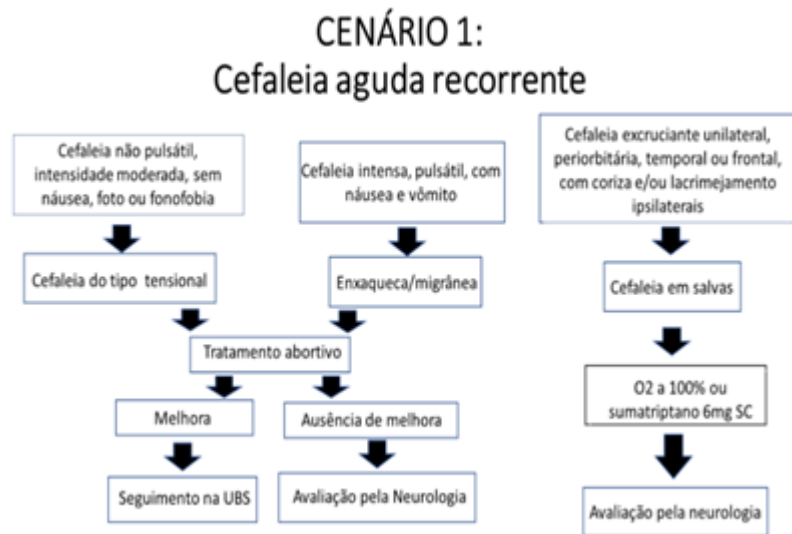 CENÁRIO 1:
Cefaleia aguda recorrente
Cefaleia não pulsátil,
intensidade moderada, sem
náusea, foto ou fonofobia
Cefaleia intensa, pulsátil, com
náusea e vômito
Cefaleia excruciante unilateral,
periorbitária, temporal ou frontal,
com coriza e/ou lacrimejamento
ipsilaterais
Cefaleia do tipo tensional
Enxaqueca/migrânea
Cefaleia em salvas
Tratamento abortivo
O2 a 100% ou
sumatriptano 6mg SC
Melhora
Ausência de melhora
Seguimento na UBS
Avaliação pela Neurologia
Avaliação pela neurologia